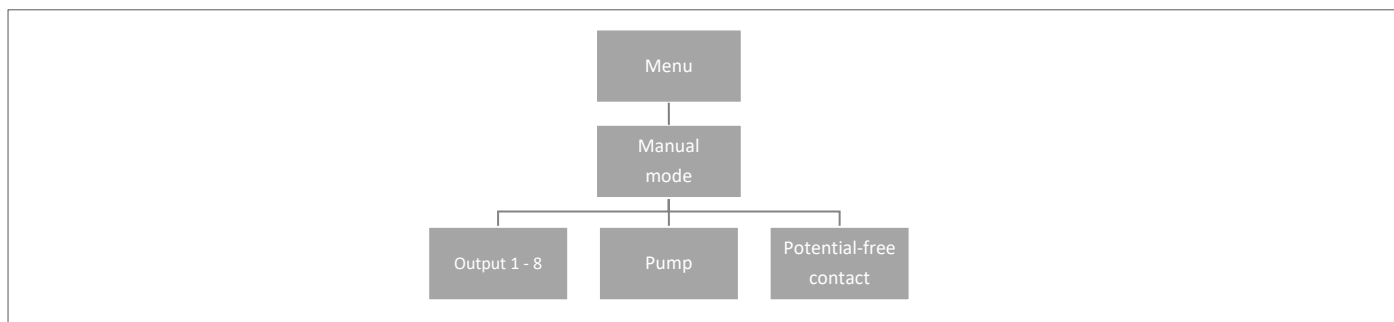 Menu
Manual
mode
Output 1 - 8
Pump
Potential-free
contact